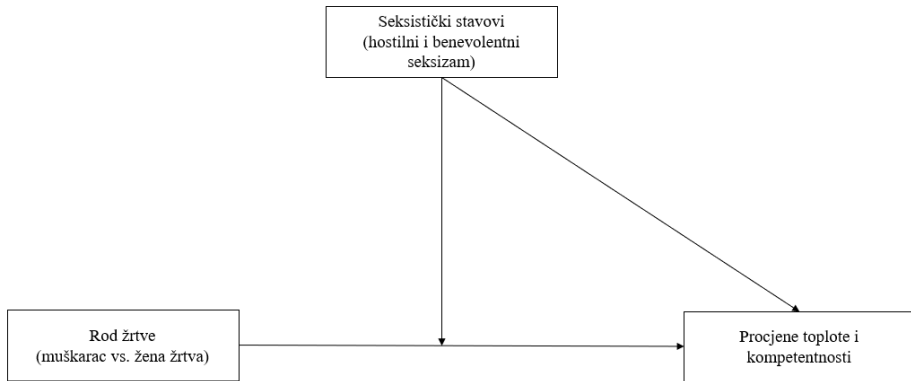 Seksistički stavovi
(hostilni i benevolentni
seksizam)
Rod žrtve
(muškarac vs. žena žrtva)
Procjene toplote i
kompetentnosti